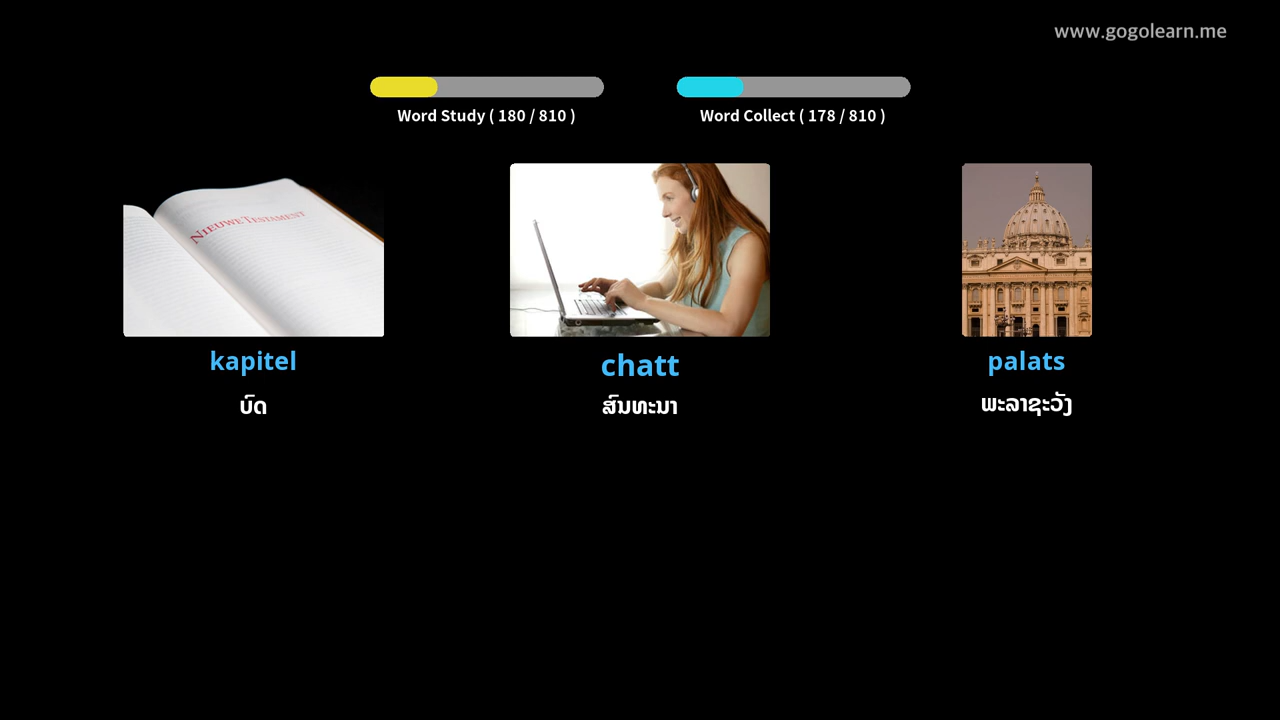 www.gogolearn.me
Word Study ( 180 / 810 )
Word Collect ( 178 / 810 )
NIEUWE TESTAMENT
kapitel
ບົດ
chatt
ສົນທະນາ
palats
ພະລາຊະວັງ